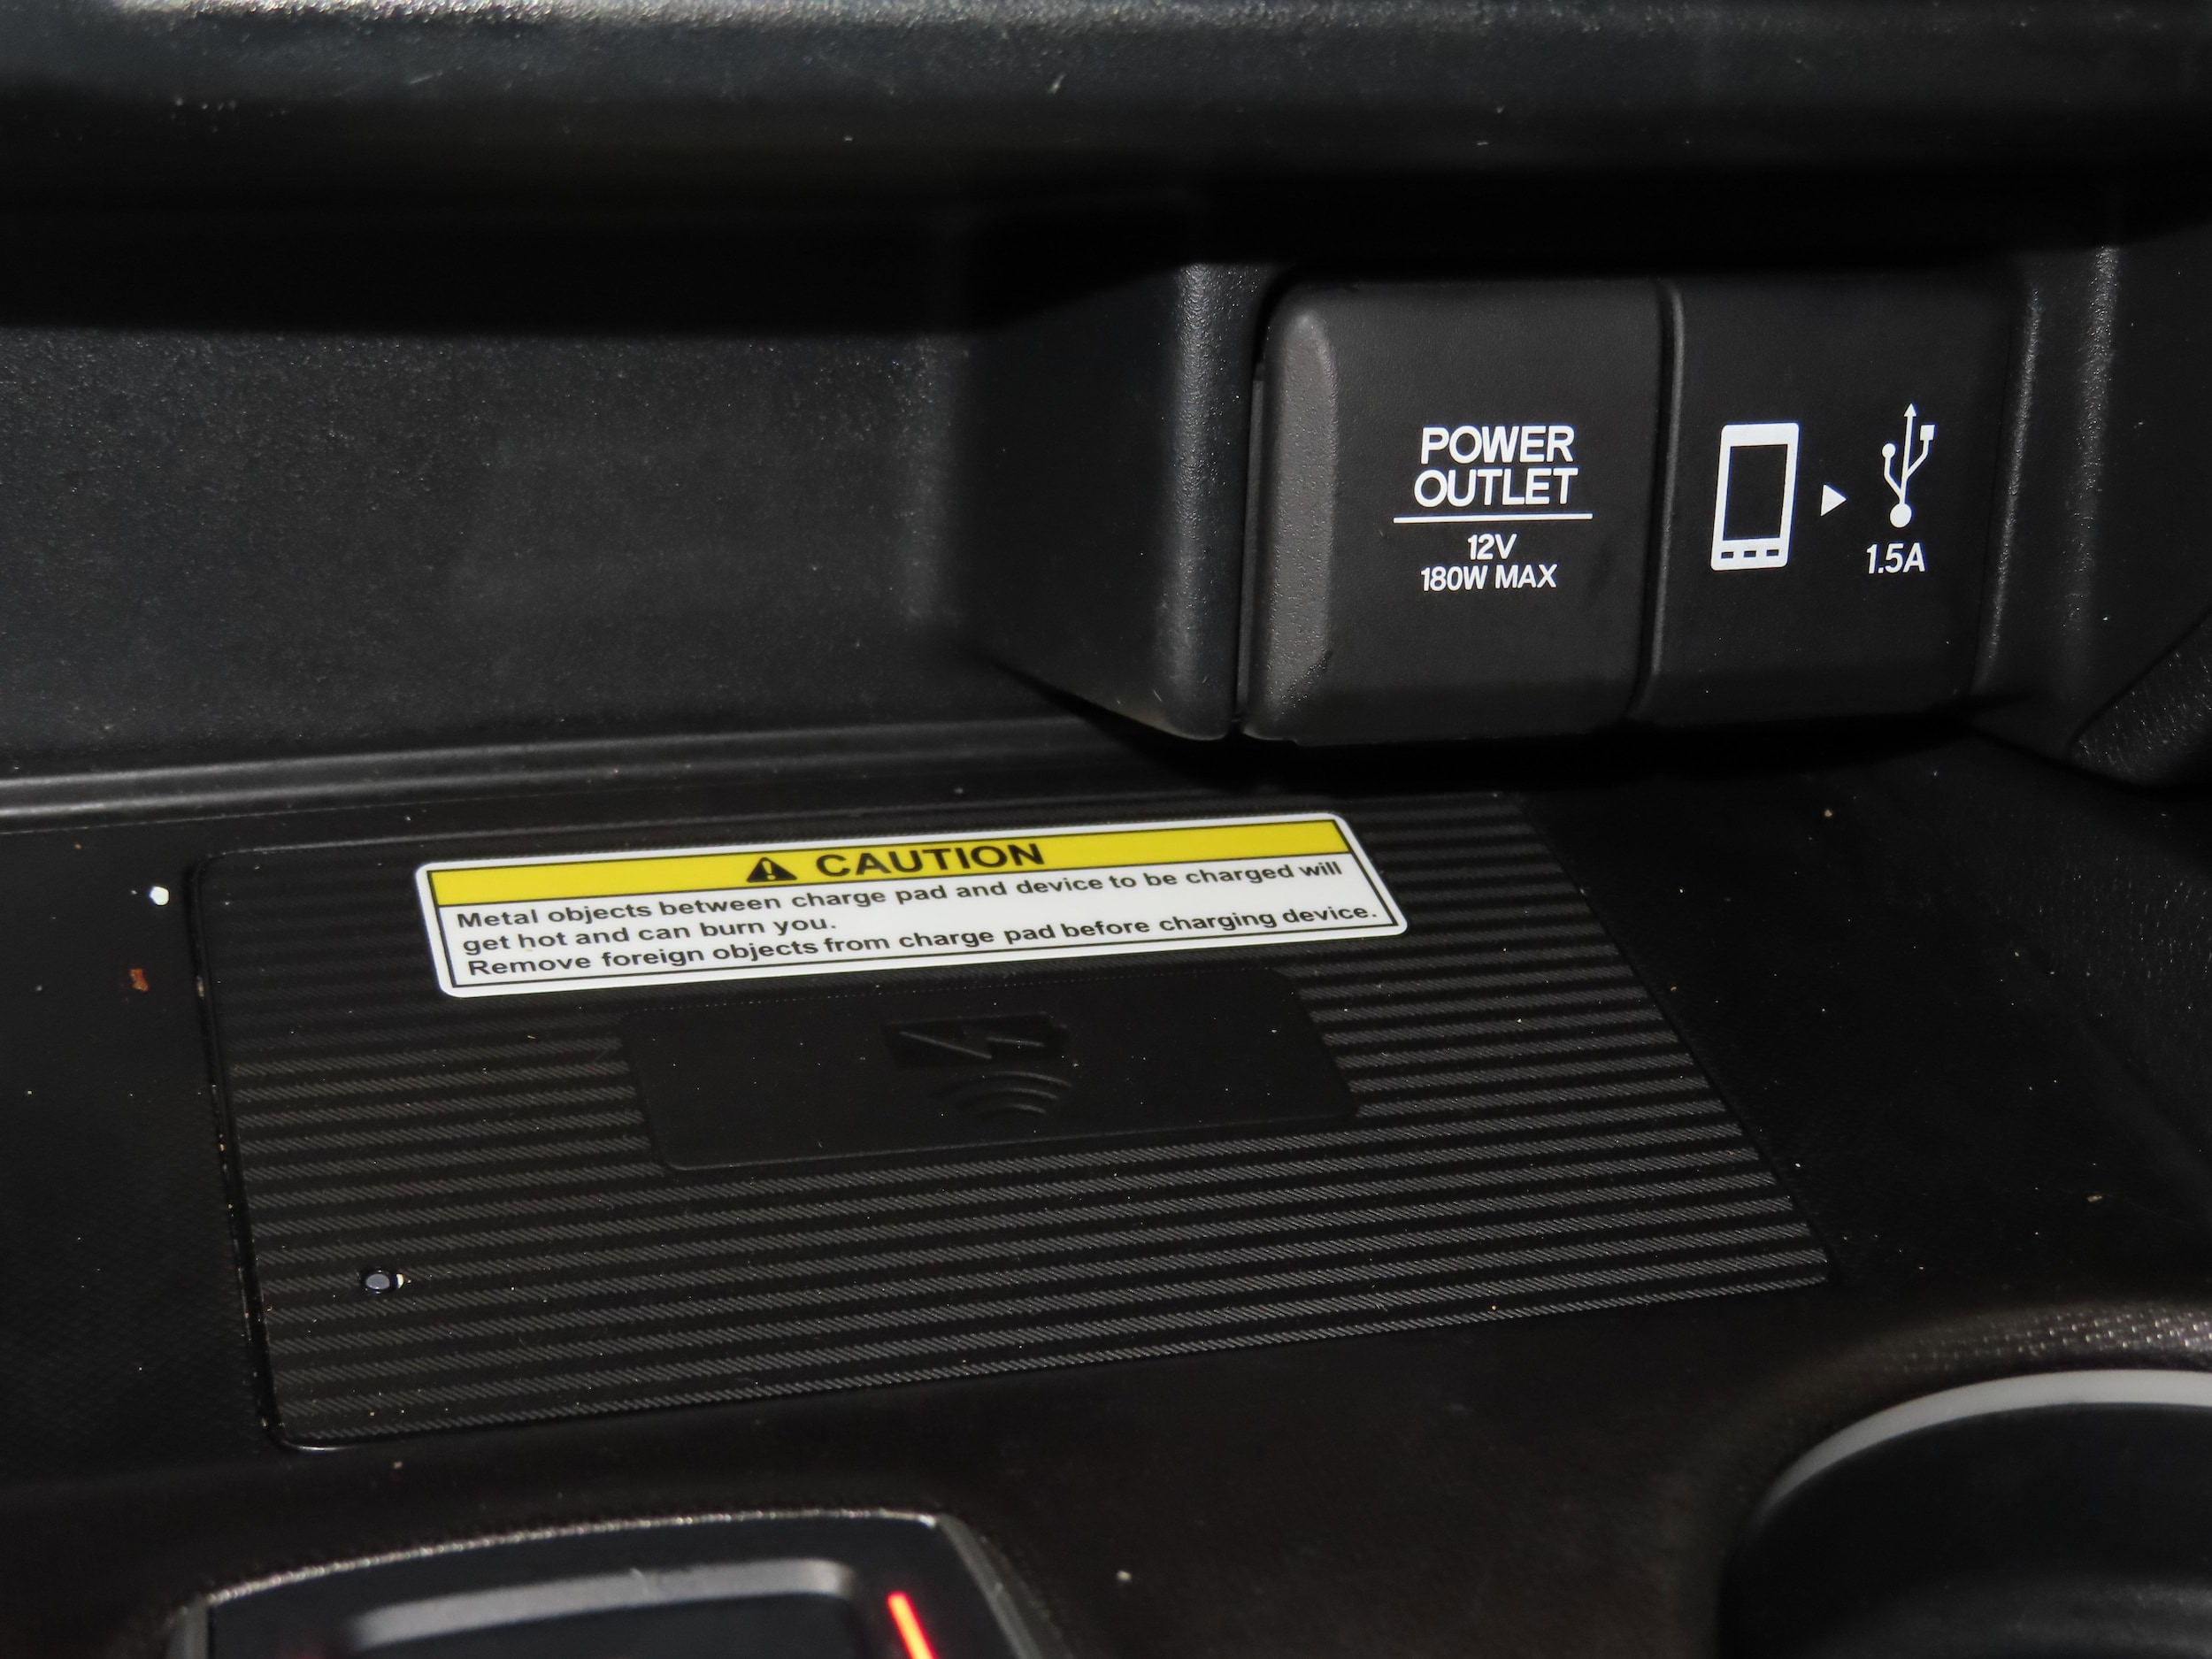 POWER
OUTLET
12V
180W MAX
1.5A
CAUTION
Metal objects between charge pad and device to be charged will
get hot and can burn you.
Remove foreign objects from charge pad before charging device.